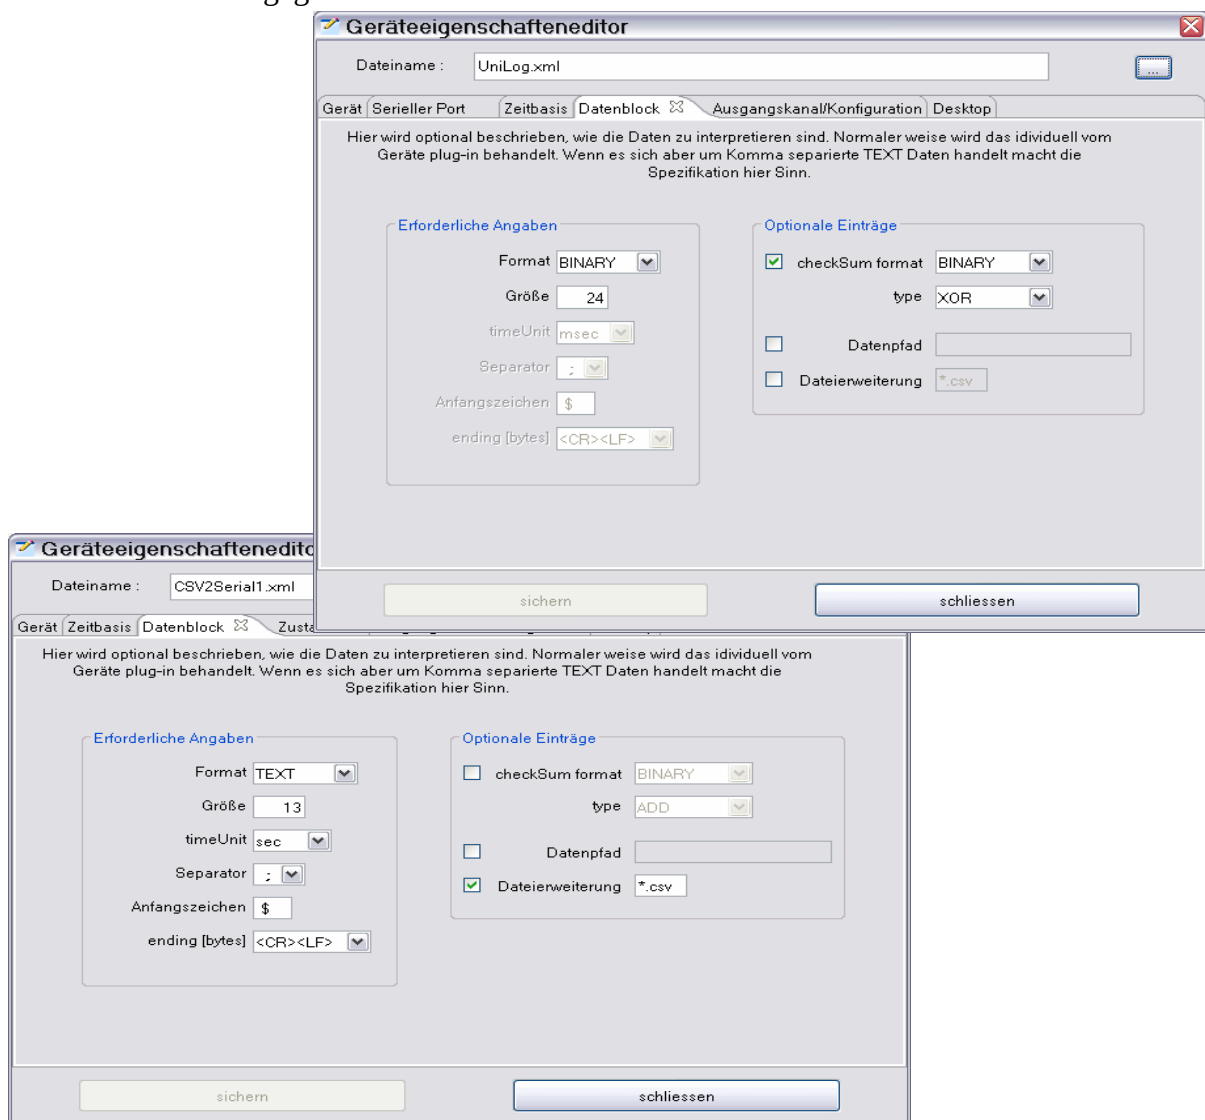 Geräteeigenschafteneditor
Dateiname :
UniLog.xml
...
Gerät Serieller Port Zeitbasis Datenblock Ausgangskanal/Konfiguration Desktop
Hier wird optional beschrieben, wie die Daten zu interpretieren sind. Normaler weise wird das idividuell vom
Geräte plug-in behandelt. Wenn es sich aber um Komma separierte TEXT Daten handelt macht die
Spezifikation hier Sinn.
Erforderliche Angaben
Format BINARY
Größe 24
timeUnit msec
Separator ;
Anfangszeichen $
ending [bytes] <CR><LF>
Optionale Einträge
checkSum format BINARY
type XOR
Datenpfad
Dateierweiterung *.csv
sichern
schliessen
Geräteeigenschaftenedito
Dateiname :
CSV2Serial1.xml
Gerät Zeitbasis Datenblock Zusta
Hier wird optional beschrieben, wie die Daten zu interpretieren sind. Normaler weise wird das idividuell vom
Geräte plug-in behandelt. Wenn es sich aber um Komma separierte TEXT Daten handelt macht die
Spezifikation hier Sinn.
Erforderliche Angaben
Format TEXT
Größe 13
timeUnit sec
Separator ;
Anfangszeichen $
ending [bytes] <CR><LF>
Optionale Einträge
checkSum format BINARY
type ADD
Datenpfad
Dateierweiterung *.csv
sichern
schliessen